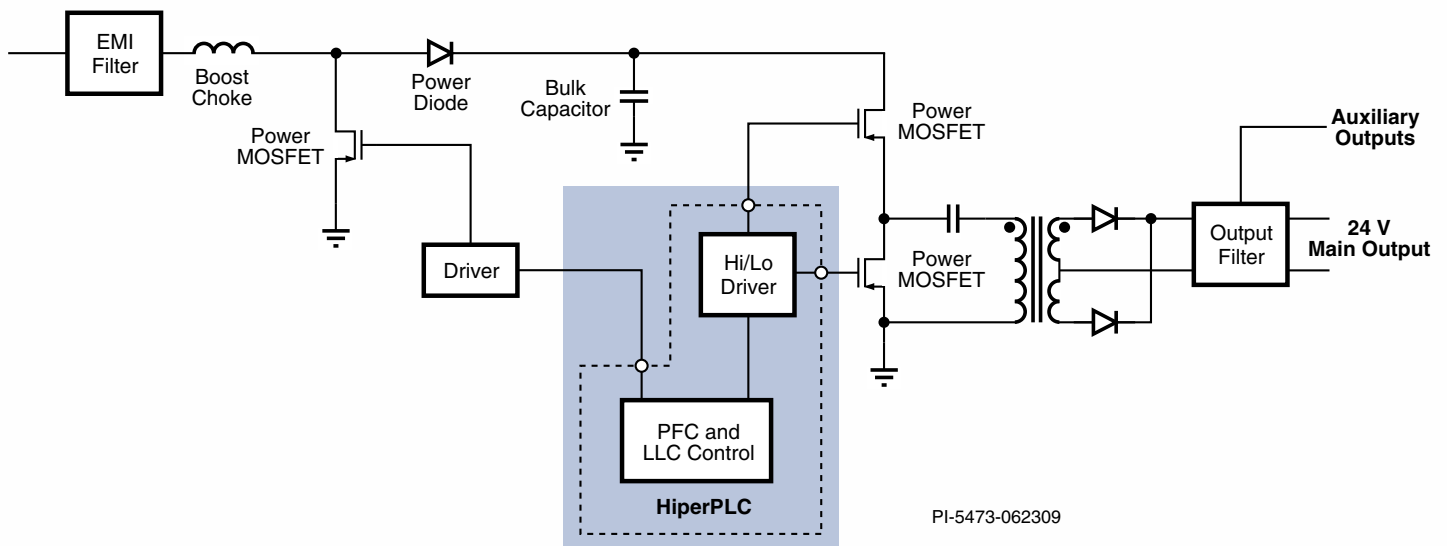 EMI
Filter
Boost
Choke
Power
Diode
Bulk
Capacitor
Power
MOSFET
Power
MOSFET
Auxiliary
Outputs
Driver
Hi/Lo
Driver
Power
MOSFET
Output
Filter
24 V
Main Output
PFC and
LLC Control
HiperPLC
PI-5473-062309